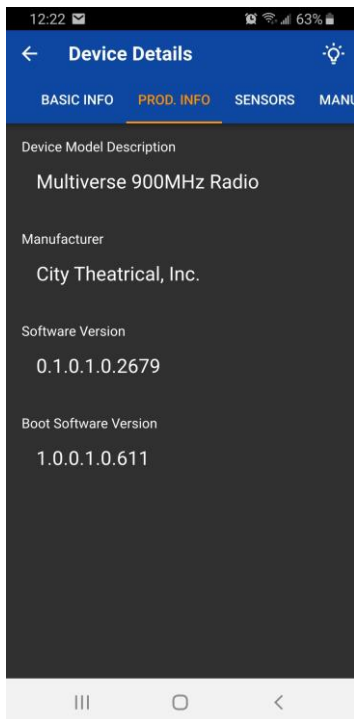 12:22 63%
Device Details
BASIC INFO PROD. INFO SENSORS MANU
Device Model Description
Multiverse 900MHz Radio
Manufacturer
City Theatrical, Inc.
Software Version
0.1.0.1.0.2679
Boot Software Version
1.0.0.1.0.611